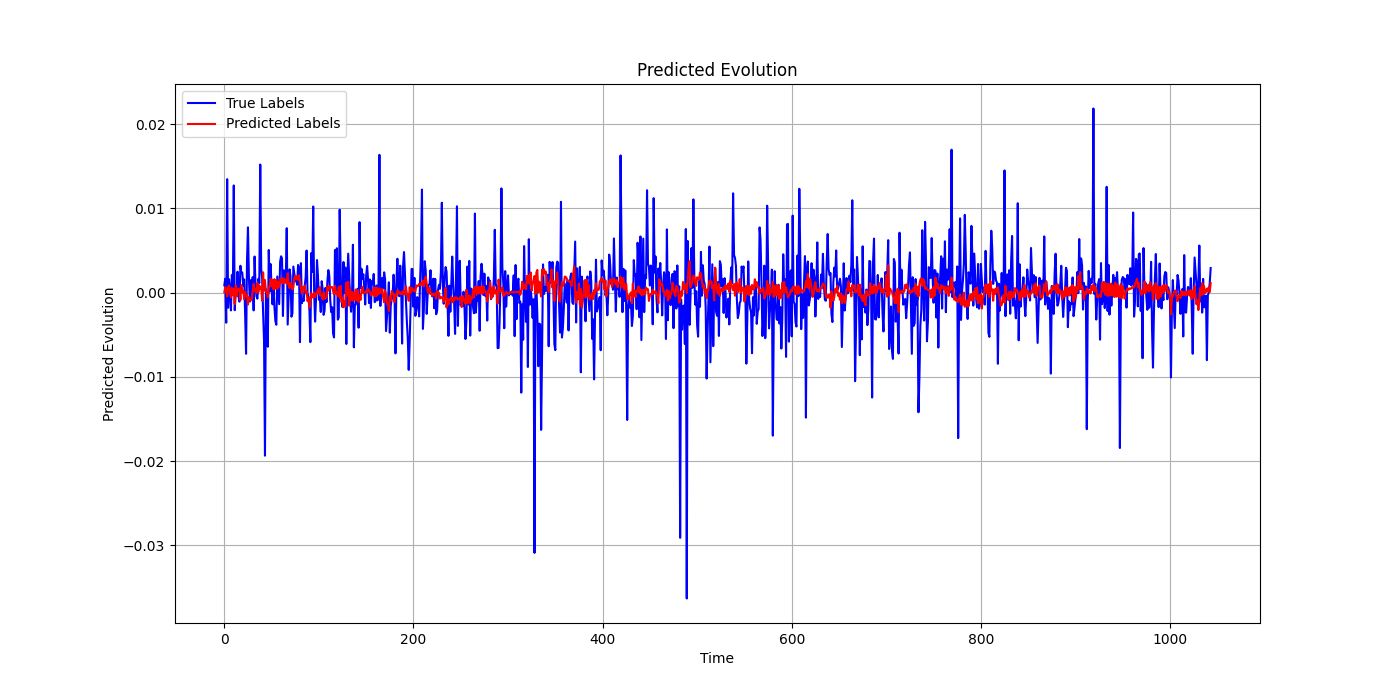 Predicted Evolution
True Labels
Predicted Labels
0.02
0.01
0.00
−0.01
−0.02
−0.03
Predicted Evolution
0 200 400 600 800 1000
Time